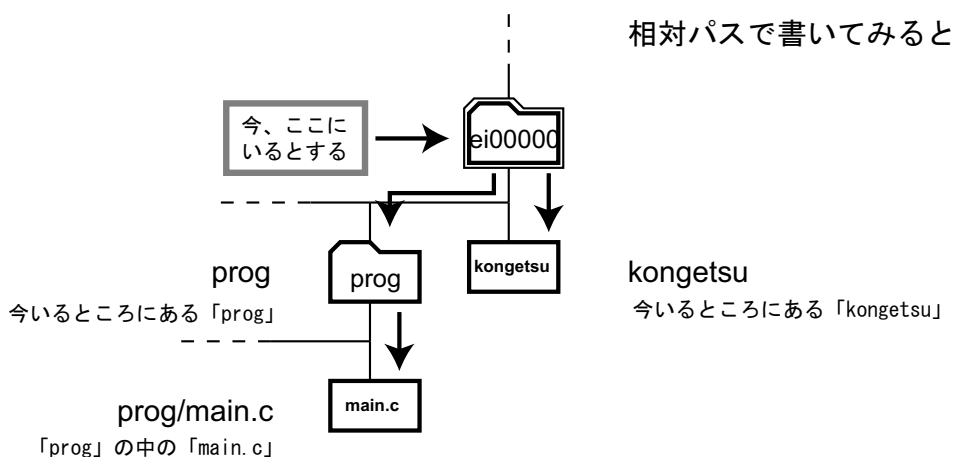 相対パスで書いてみると
今、ここに
いるとする
ei00000
prog
今いるところにある「prog」
prog
kongetsu
kongetsu
今いるところにある「kongetsu」
prog/main.c
「prog」の中の「main.c」
main.c